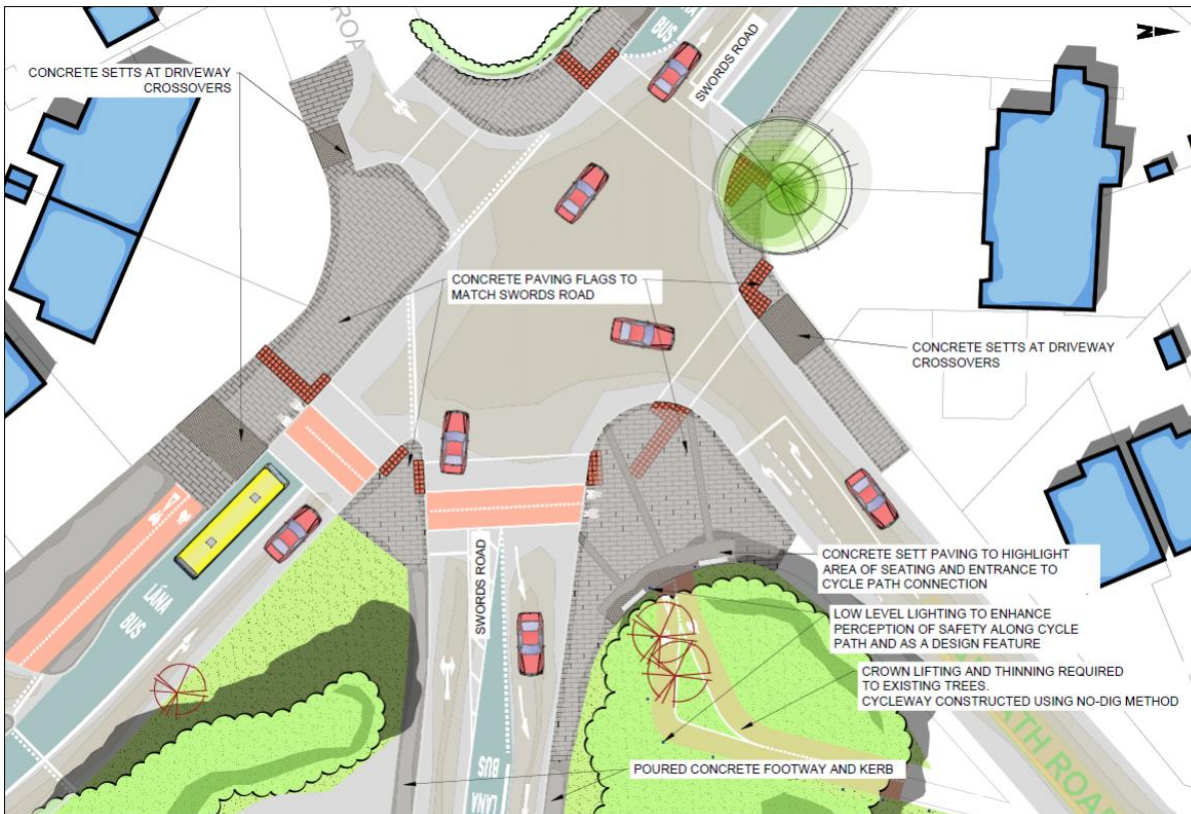 ROAD
LÁNA
BUS
SWORDS ROAD
N
CONCRETE SETTS AT DRIVEWAY
CROSSOVERS
CONCRETE PAVING FLAGS TO
MATCH SWORDS ROAD
CONCRETE SETTS AT DRIVEWAY
CROSSOVERS
LÁNA
BUS
SWORDS ROAD
CONCRETE SETT PAVING TO HIGHLIGHT
AREA OF SEATING AND ENTRANCE TO
CYCLE PATH CONNECTION
LOW LEVEL LIGHTING TO ENHANCE
PERCEPTION OF SAFETY ALONG CYCLE
PATH AND AS A DESIGN FEATURE
CROWN LIFTING AND THINNING REQUIRED
TO EXISTING TREES.
CYCLEWAY CONSTRUCTED USING NO-DIG METHOD
POURED CONCRETE FOOTWAY AND KERB
LÁNA
BUS
ROAD